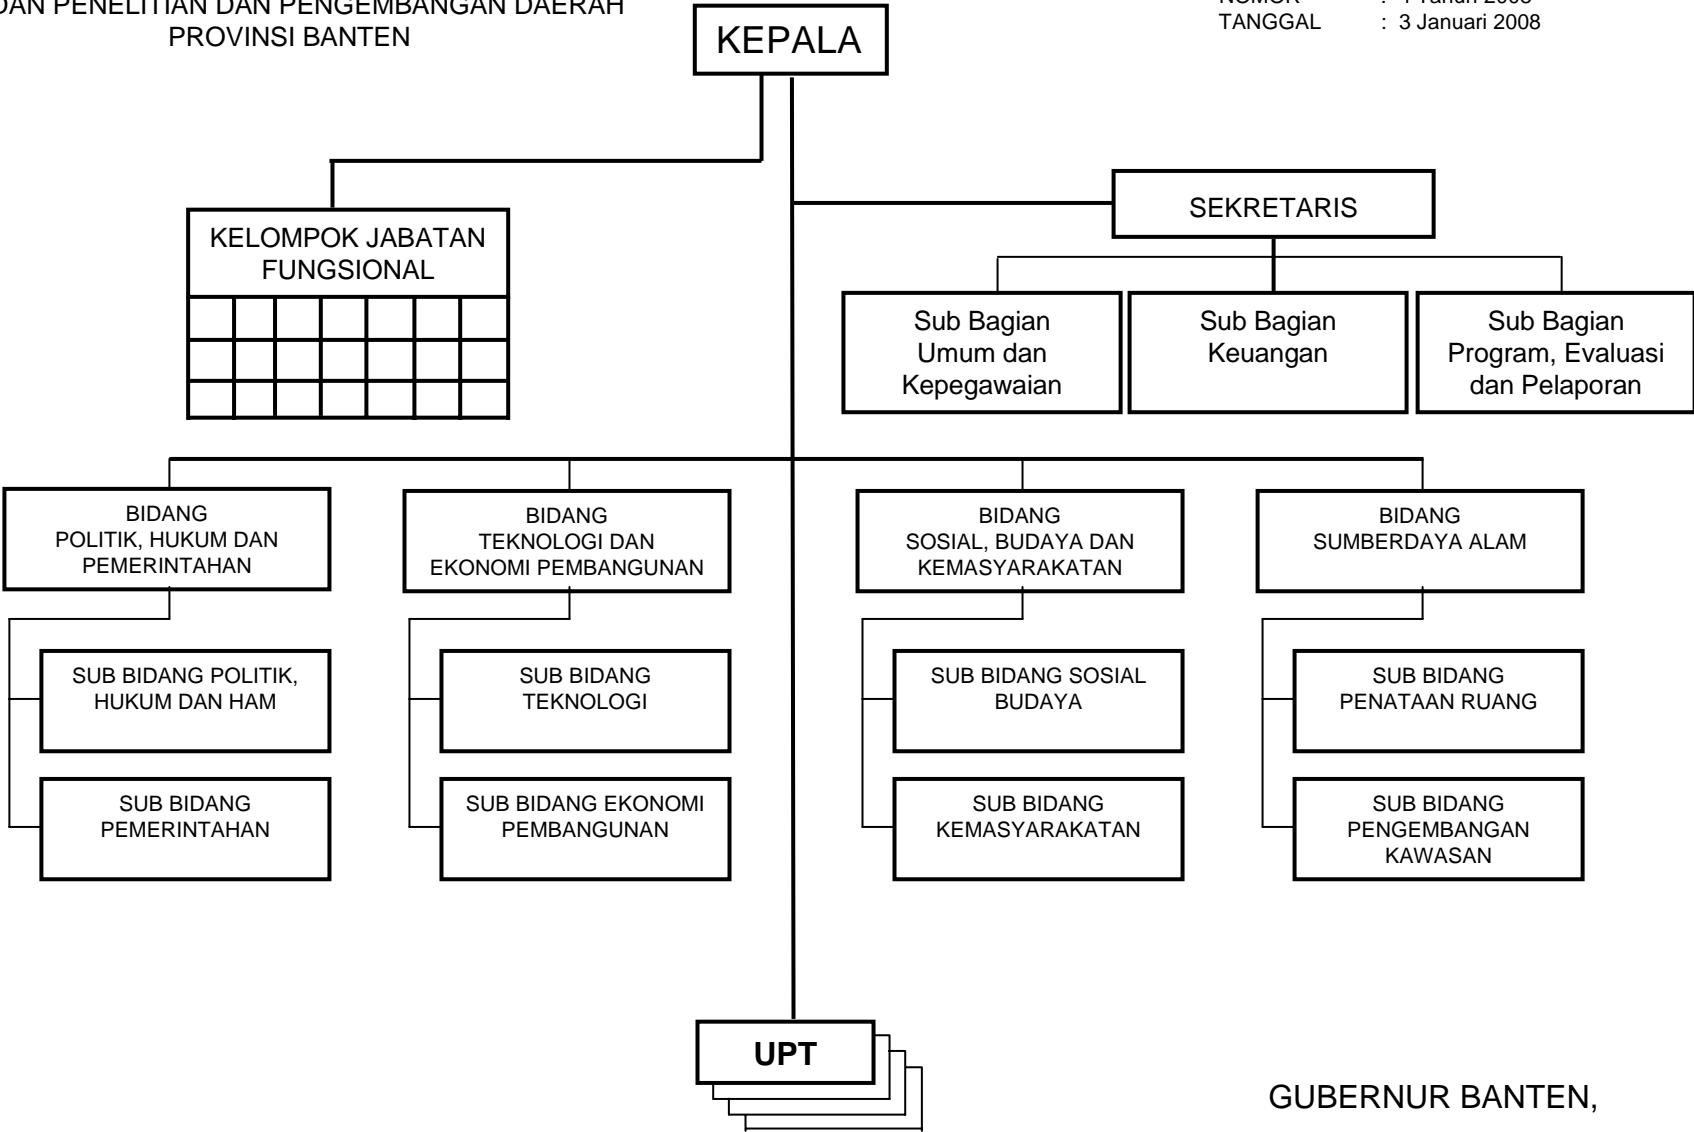 PENELITIAN DAN PENGEMBANGAN DAERAH
PROVINSI BANTEN
TANGGAL : 3 Januari 2008
KEPALA
SEKRETARIS
KELOMPOK JABATAN
FUNGSIONAL
Sub Bagian
Umum dan
Kepegawaian
Sub Bagian
Keuangan
Sub Bagian
Program, Evaluasi
dan Pelaporan
BIDANG
POLITIK, HUKUM DAN
PEMERINTAHAN
BIDANG
TEKNOLOGI DAN
EKONOMI PEMBANGUNAN
BIDANG
SOSIAL, BUDAYA DAN
KEMASYARAKATAN
BIDANG
SUMBERDAYA ALAM
SUB BIDANG POLITIK,
HUKUM DAN HAM
SUB BIDANG
TEKNOLOGI
SUB BIDANG SOSIAL
BUDAYA
SUB BIDANG
PENATAAN RUANG
SUB BIDANG
PEMERINTAHAN
SUB BIDANG EKONOMI
PEMBANGUNAN
SUB BIDANG
KEMASYARAKATAN
SUB BIDANG
PENGEMBANGAN
KAWASAN
UPT
GUBERNUR BANTEN,